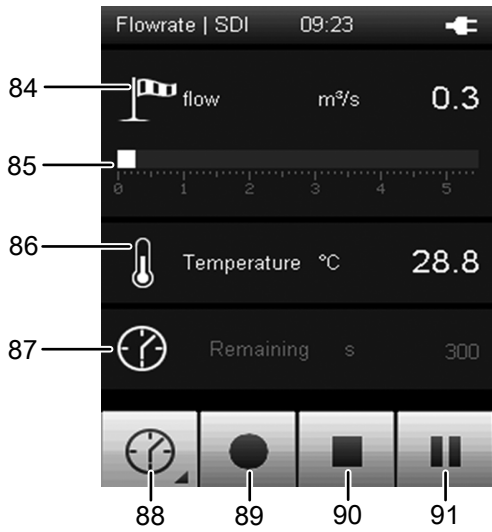 Flowrate | SDI 09:23
84 flow m³/s 0.3
85
0 1 2 3 4 5
86 Temperature °C 28.8
87 Remaining s 300
88 89 90 91